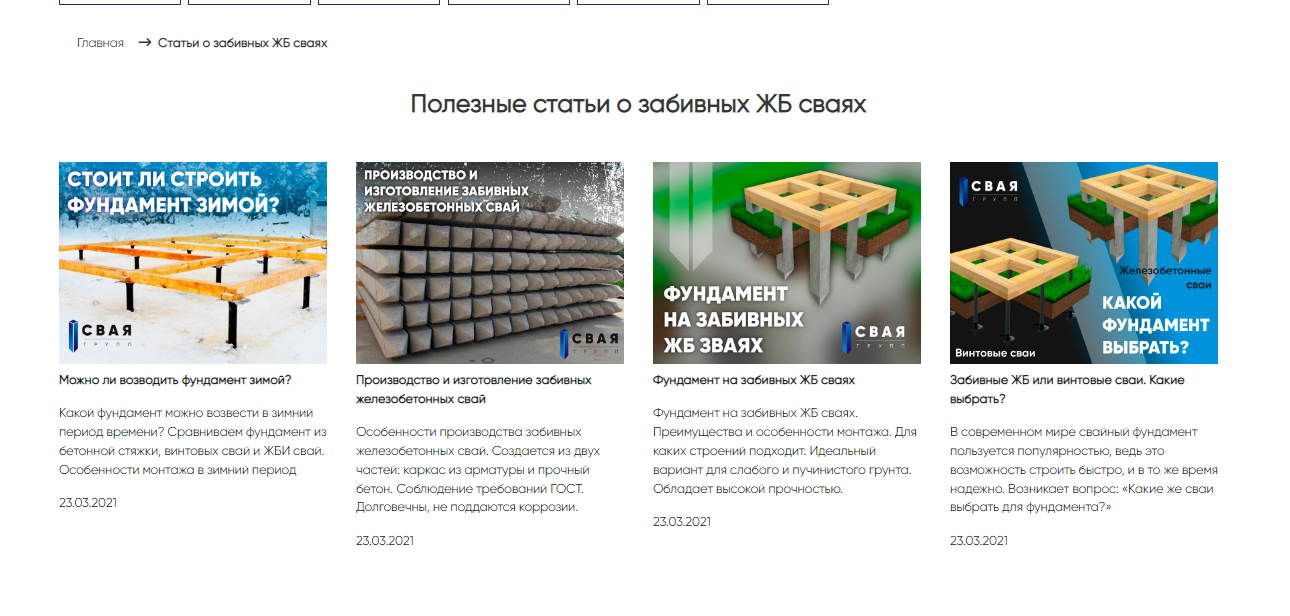 Главная → Статьи о забивных ЖБ сваях
Полезные статьи о забивных ЖБ сваях
СТОИТ ЛИ СТРОИТЬ
ФУНДАМЕНТ ЗИМОЙ?
СВАЯ
ГРУПП
Можно ли возводить фундамент зимой?
Какой фундамент можно возвести в зимний
период времени? Сравниваем фундамент из
бетонной стяжки, винтовых свай и ЖБИ свай.
Особенности монтажа в зимний период
23.03.2021
ПРОИЗВОДСТВО И
ИЗГОТОВЛЕНИЕ ЗАБИВНЫХ
ЖЕЛЕЗОБЕТОННЫХ СВАЙ
СВАЯ
ГРУПП
Производство и изготовление забивных
железобетонных свай
Особенности производства забивных
железобетонных свай. Создается из двух
частей: каркас из арматуры и прочный
бетон. Соблюдение требований ГОСТ.
Долговечны, не поддаются коррозии.
23.03.2021
ФУНДАМЕНТ
НА ЗАБИВНЫХ
ЖБ ЗВАЯХ
СВАЯ
ГРУПП
Фундамент на забивных ЖБ сваях
Фундамент на забивных ЖБ сваях.
Преимущества и особенности монтажа. Для
каких строений подходит. Идеальный
вариант для слабого и пучинистого грунта.
Обладает высокой прочностью.
23.03.2021
СВАЯ
ГРУПП
Железобетонные
сваи
КАКОЙ
ФУНДАМЕНТ
ВЫБРАТЬ?
Винтовые сваи
Забивные ЖБ или винтовые сваи. Какие
выбрать?
В современном мире свайный фундамент
пользуется популярностью, ведь это
возможность строить быстро, и в то же время
надежно. Возникает вопрос: «Какие же сваи
выбрать для фундамента?»
23.03.2021